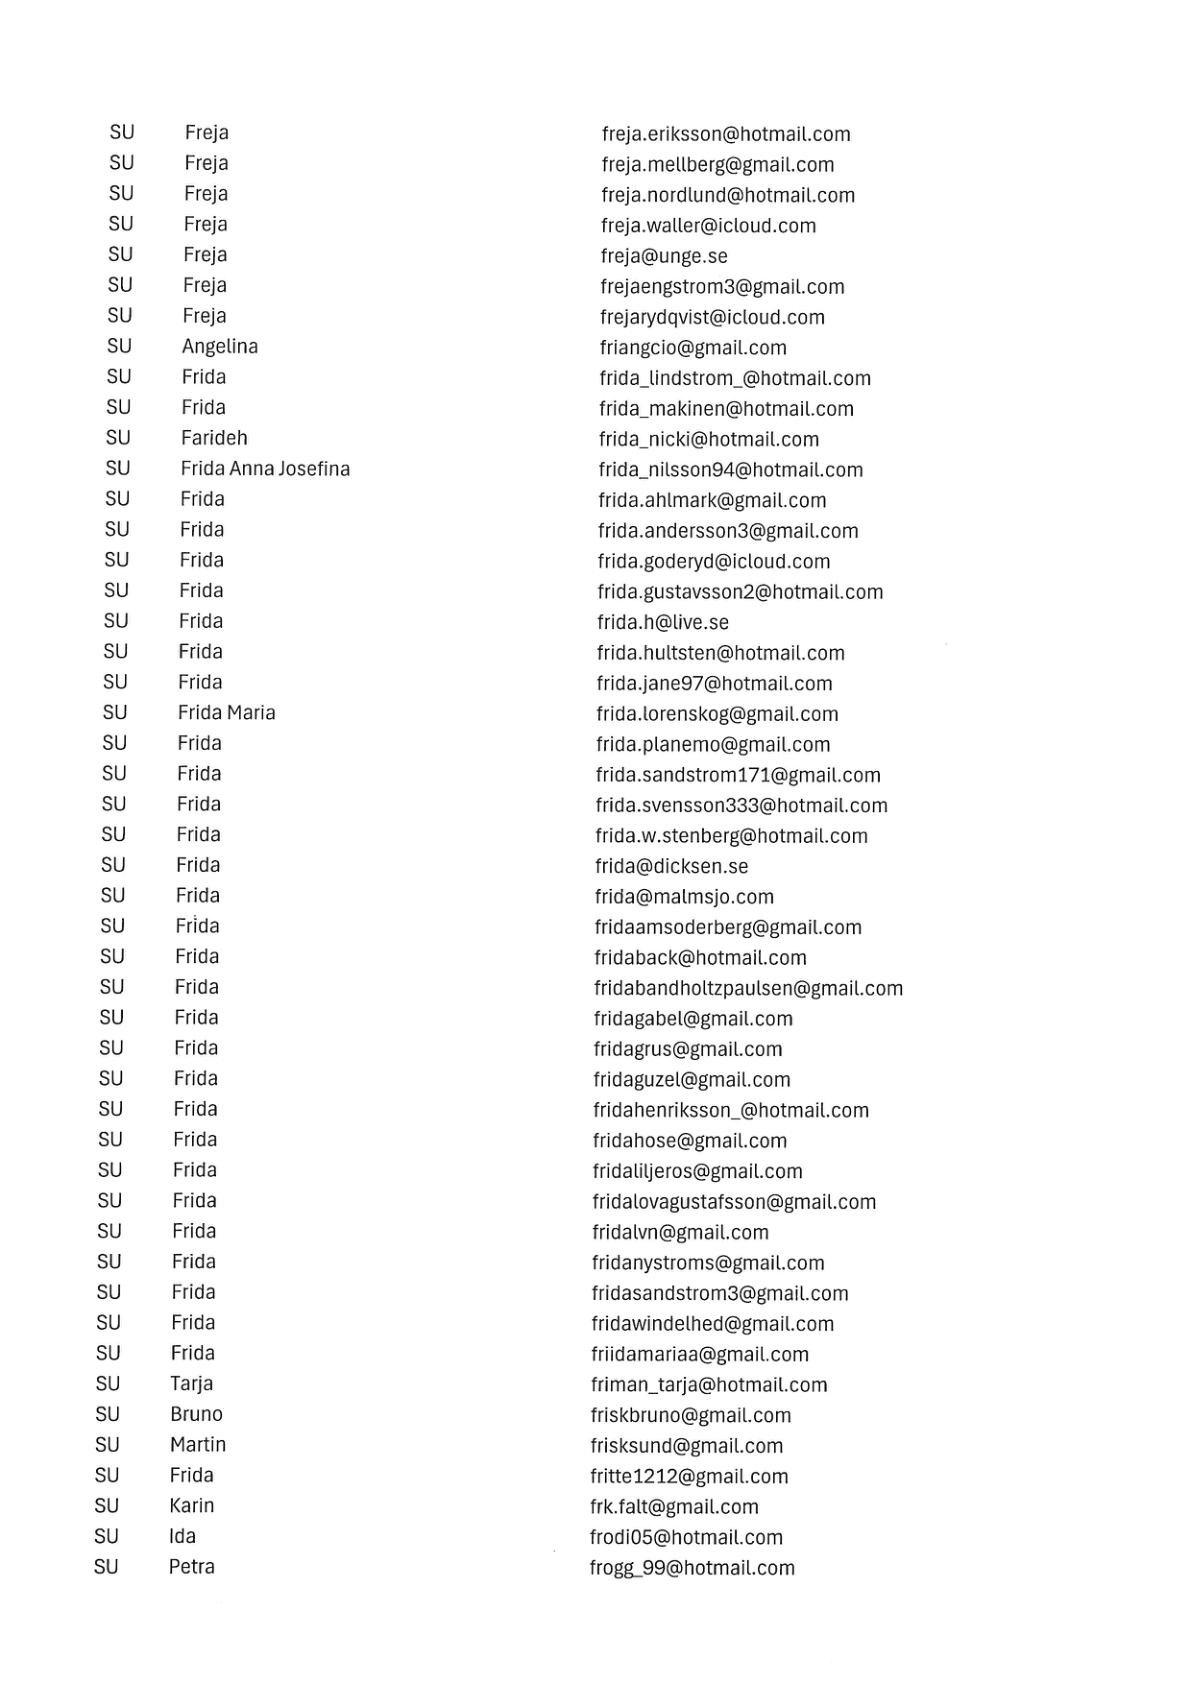 SU Freja freja.eriksson@hotmail.com
SU Freja freja.mellberg@gmail.com
SU Freja freja.nordlund@hotmail.com
SU Freja freja.waller@icloud.com
SU Freja freja@unge.se
SU Freja frejaengstrom3@gmail.com
SU Freja frejarydqvist@icloud.com
SU Angelina friangcio@gmail.com
SU Frida frida_lindstrom_@hotmail.com
SU Frida frida_makinen@hotmail.com
SU Farideh frida_nicki@hotmail.com
SU Frida Anna Josefina frida_nilsson94@hotmail.com
SU Frida frida.ahlmark@gmail.com
SU Frida frida.andersson3@gmail.com
SU Frida frida.goderyd@icloud.com
SU Frida frida.gustavsson2@hotmail.com
SU Frida frida.h@live.se
SU Frida frida.hultsten@hotmail.com
SU Frida frida.jane97@hotmail.com
SU Frida Maria frida.lorenskog@gmail.com
SU Frida frida.planemo@gmail.com
SU Frida frida.sandstrom171@gmail.com
SU Frida frida.svensson333@hotmail.com
SU Frida frida.w.stenberg@hotmail.com
SU Frida frida@dicksen.se
SU Frida frida@malmsjo.com
SU Frida fridaamsoderberg@gmail.com
SU Frida fridaback@hotmail.com
SU Frida fridabandholtzpaulsen@gmail.com
SU Frida fridagabel@gmail.com
SU Frida fridagrus@gmail.com
SU Frida fridaguzel@gmail.com
SU Frida fridahenriksson_@hotmail.com
SU Frida fridahose@gmail.com
SU Frida fridaliljeros@gmail.com
SU Frida fridalovagustafsson@gmail.com
SU Frida fridalvn@gmail.com
SU Frida fridanystroms@gmail.com
SU Frida fridasandstrom3@gmail.com
SU Frida fridawindelhed@gmail.com
SU Frida friidamariaa@gmail.com
SU Tarja friman_tarja@hotmail.com
SU Bruno friskbruno@gmail.com
SU Martin frisksund@gmail.com
SU Frida fritte1212@gmail.com
SU Karin frk.falt@gmail.com
SU Ida frodi05@hotmail.com
SU Petra frogg_99@hotmail.com